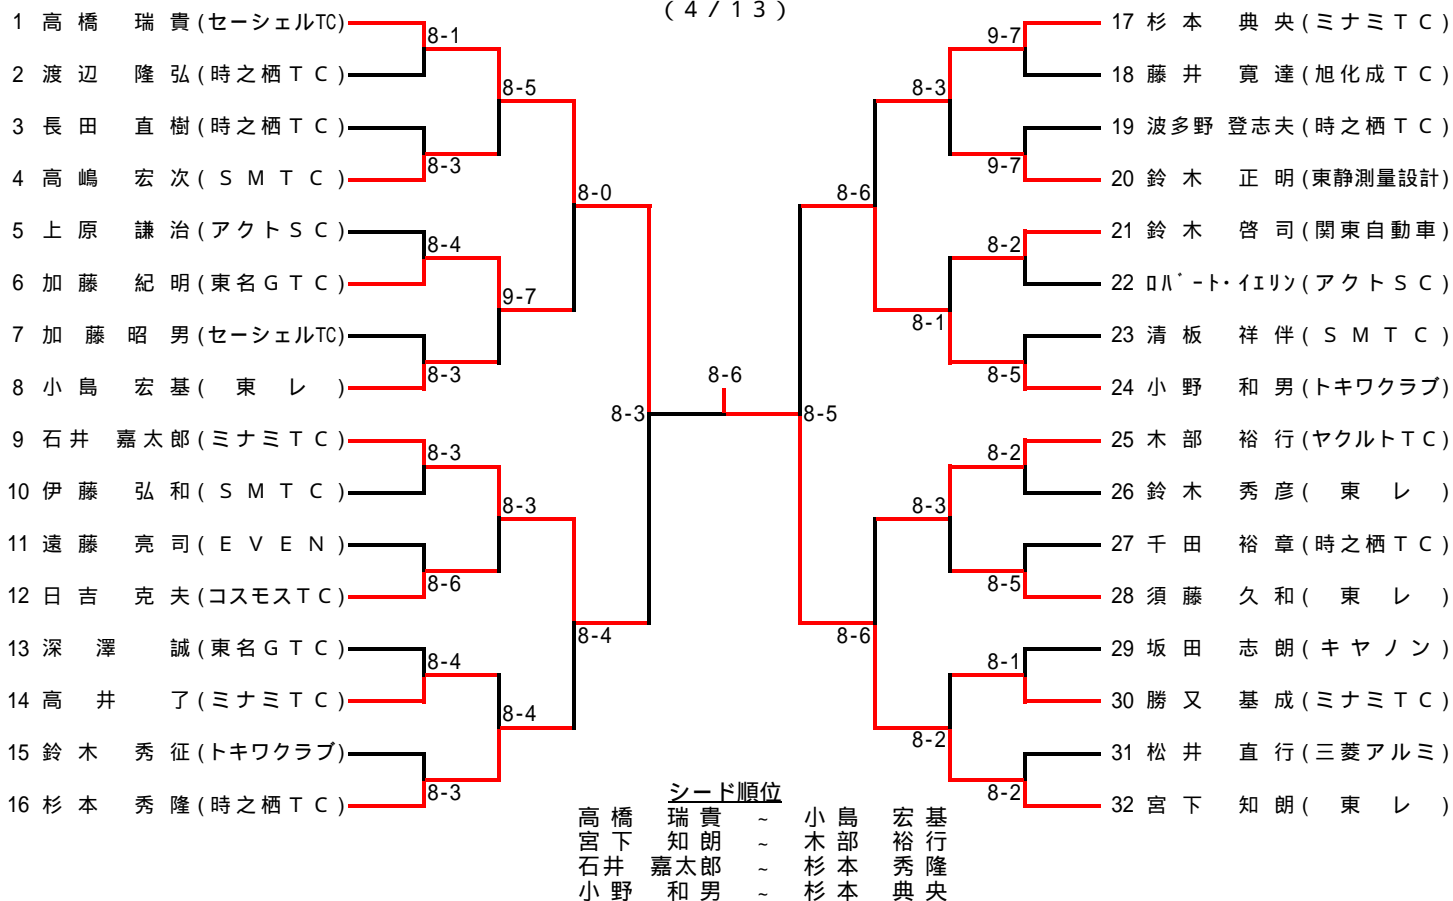 (4/13)
1 高橋 瑞貴(セーシェルTC)
2 渡辺 隆弘(時之栖TC)
3 長田 直樹(時之栖TC)
4 高嶋 宏次(SMTC)
5 上原 謙治(アクトSC)
6 加藤 紀明(東名GTC)
7 加藤昭男(セーシェルTC)
8 小島 宏基(東レ)
9 石井 嘉太郎(ミナミTC)
10 伊藤 弘和(SMTC)
11 遠藤 亮司(EVEN)
12 日吉 克夫(コスモスTC)
13 深澤 誠(東名GTC)
14 高井 了(ミナミTC)
15 鈴木 秀征(トキワクラブ)
16 杉本 秀隆(時之栖TC)
8-1
8-3
8-4
8-3
8-3
8-6
8-4
8-3
8-5
9-7
8-3
8-4
8-0
8-4
8-3
8-6
8-5
8-6
8-6
8-3
8-1
8-3
8-2
9-7
9-7
8-2
8-5
8-2
8-5
8-1
8-2
17 杉本 典央(ミナミTC)
18 藤井 寛達(旭化成TC)
19 波多野 登志夫(時之栖TC)
20 鈴木 正明(東静測量設計)
21 鈴木 啓司(関東自動車)
22 ロバート・イエリン(アクトSC)
23 清板 祥伴(SMTC)
24 小野 和男(トキワクラブ)
25 木部 裕行(ヤクルトTC)
26 鈴木 秀彦(東レ)
27 千田 裕章(時之栖TC)
28 須藤 久和(東レ)
29 坂田 志朗(キヤノン)
30 勝又 基成(ミナミTC)
31 松井 直行(三菱アルミ)
32 宮下 知朗(東レ)
シード順位
高橋 瑞貴 ~ 小島 宏基
宮下 知朗 ~ 木部 裕行
石井 嘉太郎 ~ 杉本 秀隆
小野 和男 ~ 杉本 典央